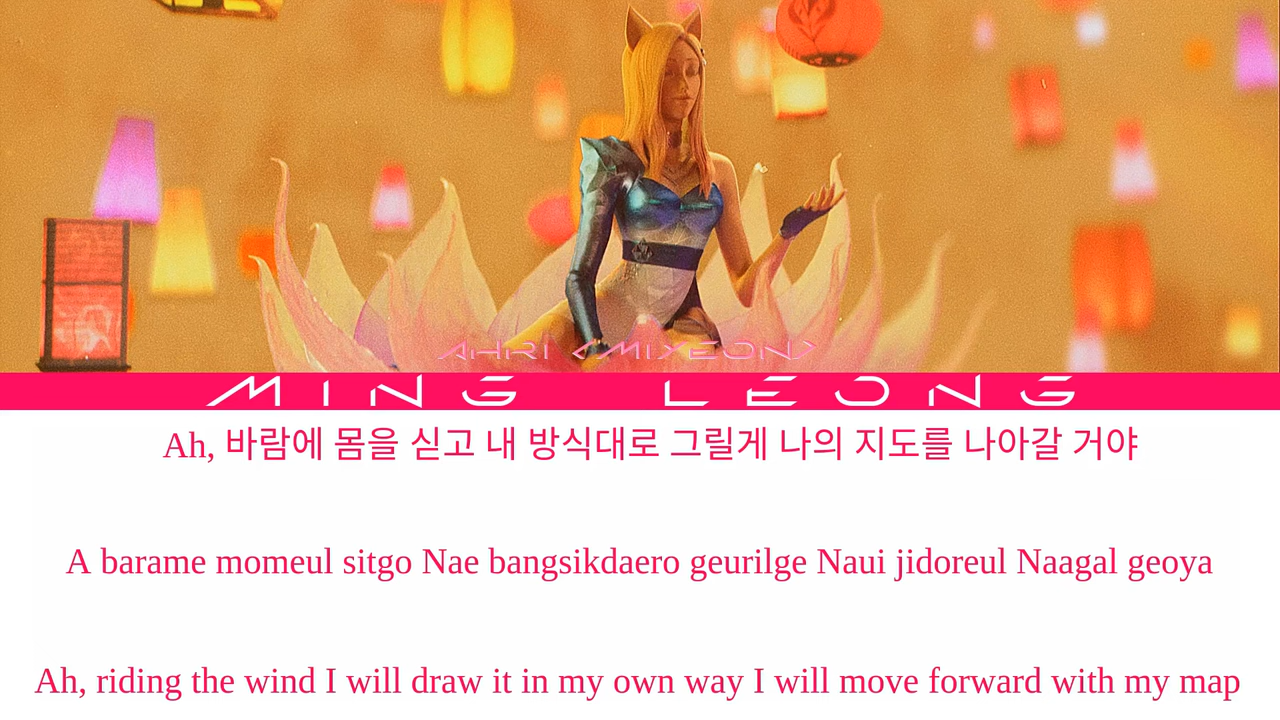 AHRI <MIYEON>
MING LEONG
Ah, 바람에 몸을 싣고 내 방식대로 그릴게 나의 지도를 나아갈 거야
A barame momeul sitgo Nae bangsikdaero geurilge Naui jidoreul Naagal geoya
Ah, riding the wind I will draw it in my own way I will move forward with my map